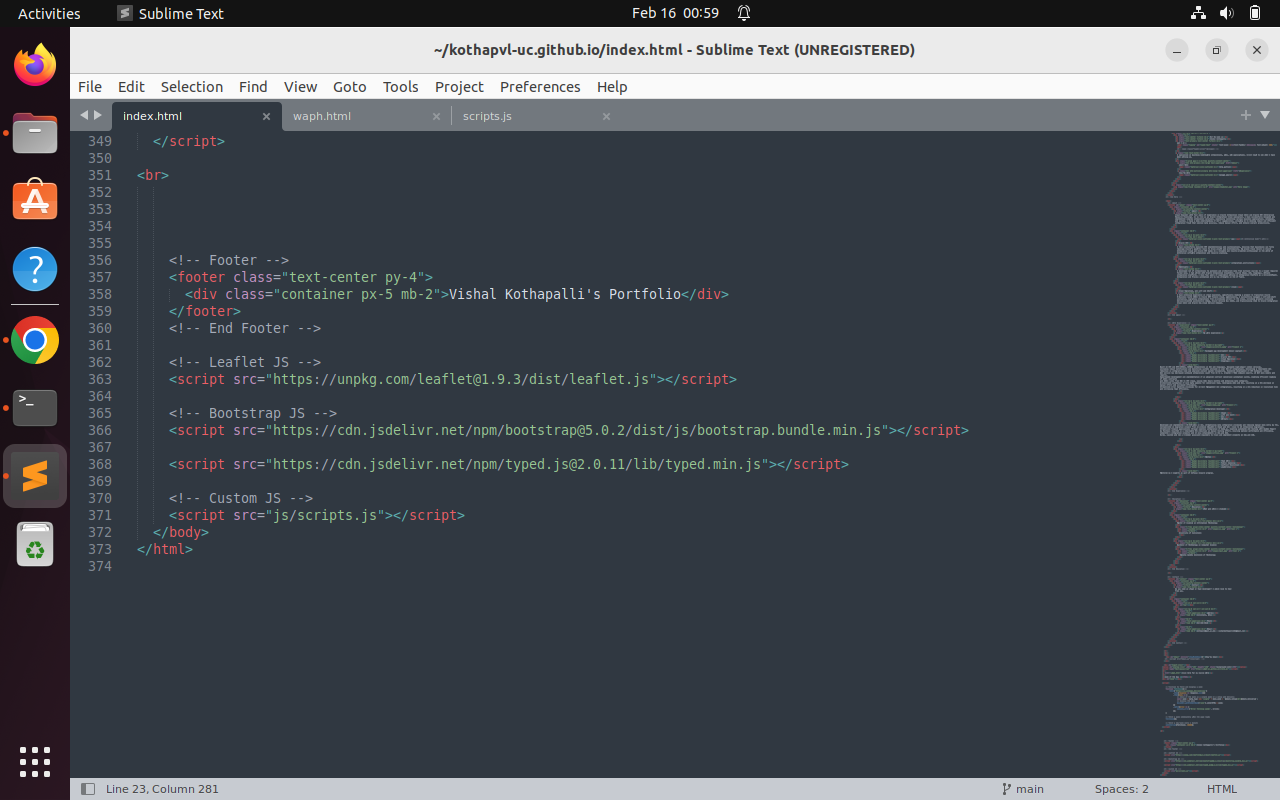 Activities Sublime Text Feb 16 00:59
~/kothapvl-uc.github.io/index.html - Sublime Text (UNREGISTERED)
File Edit Selection Find View Goto Tools Project Preferences Help
index.html waph.html scripts.js
349 </script>
350
351 <br>
352
353
354
355
356 <!-- Footer -->
357 <footer class="text-center py-4">
358 <div class="container px-5 mb-2">Vishal Kothapalli's Portfolio</div>
359 </footer>
360 <!-- End Footer -->
361
362 <!-- Leaflet JS -->
363 <script src="https://unpkg.com/leaflet@1.9.3/dist/leaflet.js"></script>
364
365 <!-- Bootstrap JS -->
366 <script src="https://cdn.jsdelivr.net/npm/bootstrap@5.0.2/dist/js/bootstrap.bundle.min.js"></script>
367
368 <script src="https://cdn.jsdelivr.net/npm/typed.js@2.0.11/lib/typed.min.js"></script>
369
370 <!-- Custom JS -->
371 <script src="js/scripts.js"></script>
372 </body>
373 </html>
374
Line 23, Column 281 main Spaces: 2 HTML